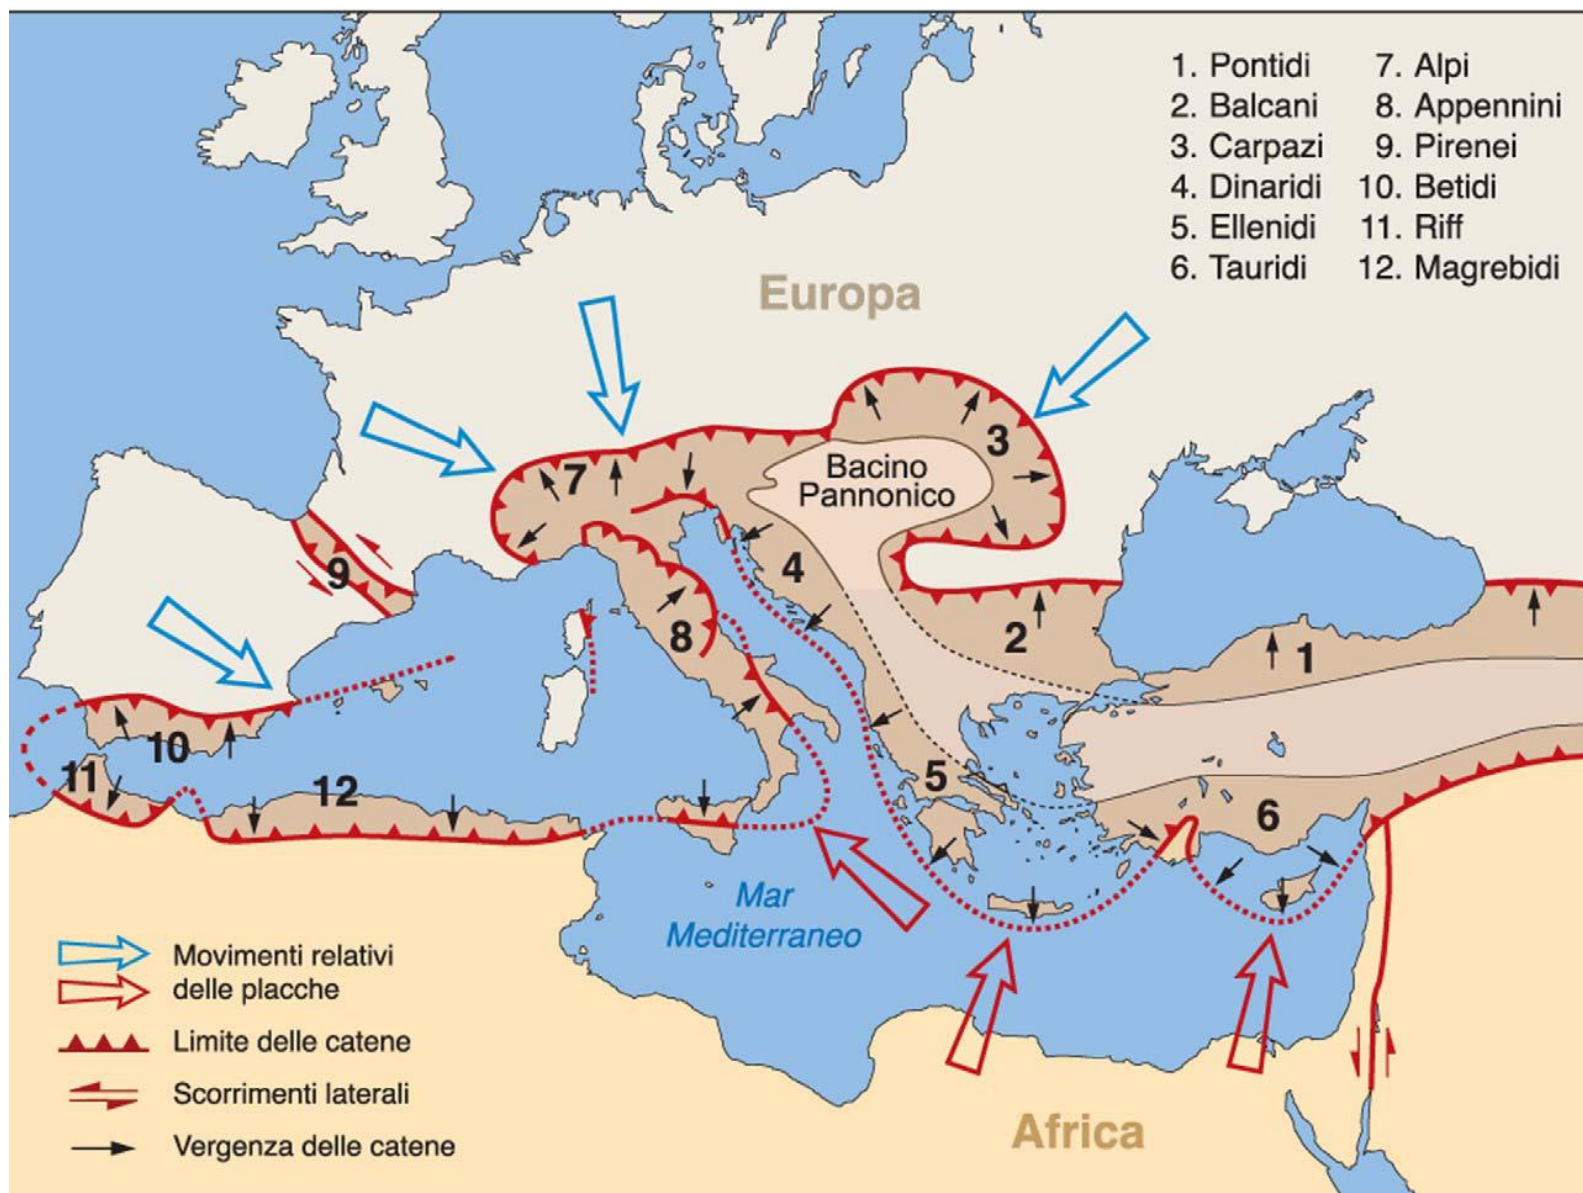 1. Pontidi
2. Balcani
3. Carpazi
4. Dinaridi
5. Ellenidi
6. Tauridi
7. Alpi
8. Appennini
9. Pirenei
10. Betidi
11. Riff
12. Magrebidi
Europa
3
7
Bacino
Pannonico
9
4
8
2
1
10
11
12
5
6
Mar
Mediterraneo
Movimenti relativi
delle placche
Limite delle catene
Scorrimenti laterali
Vergenza delle catene
Africa